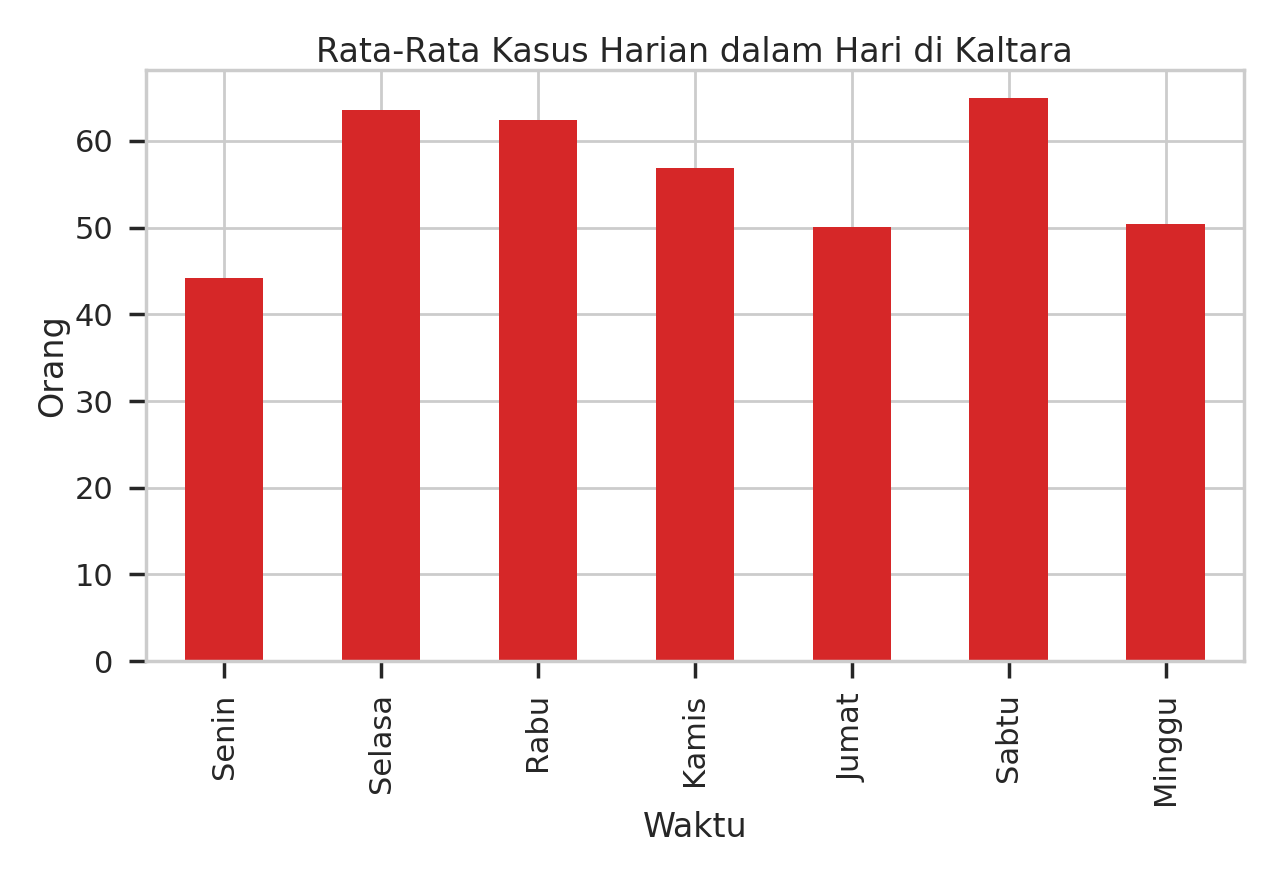 Rata-Rata Kasus Harian dalam Hari di Kaltara
Orang
60
50
40
30
20
10
0
Senin
Selasa
Rabu
Kamis
Jumat
Sabtu
Minggu
Waktu